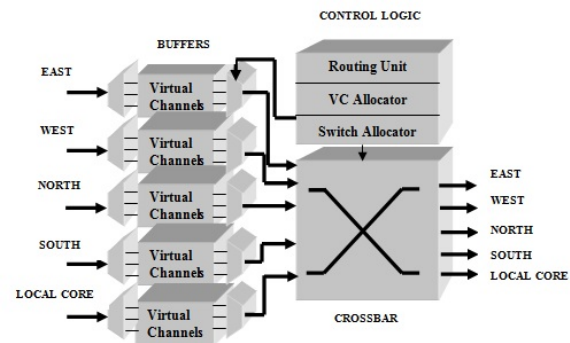 CONTROL LOGIC
BUFFERS
EAST
WEST
NORTH
SOUTH
LOCAL CORE
Virtual
Channels
Virtual
Channels
Virtual
Channels
Virtual
Channels
Virtual
Channels
Routing Unit
VC Allocator
Switch Allocator
EAST
WEST
NORTH
SOUTH
LOCAL CORE
CROSSBAR